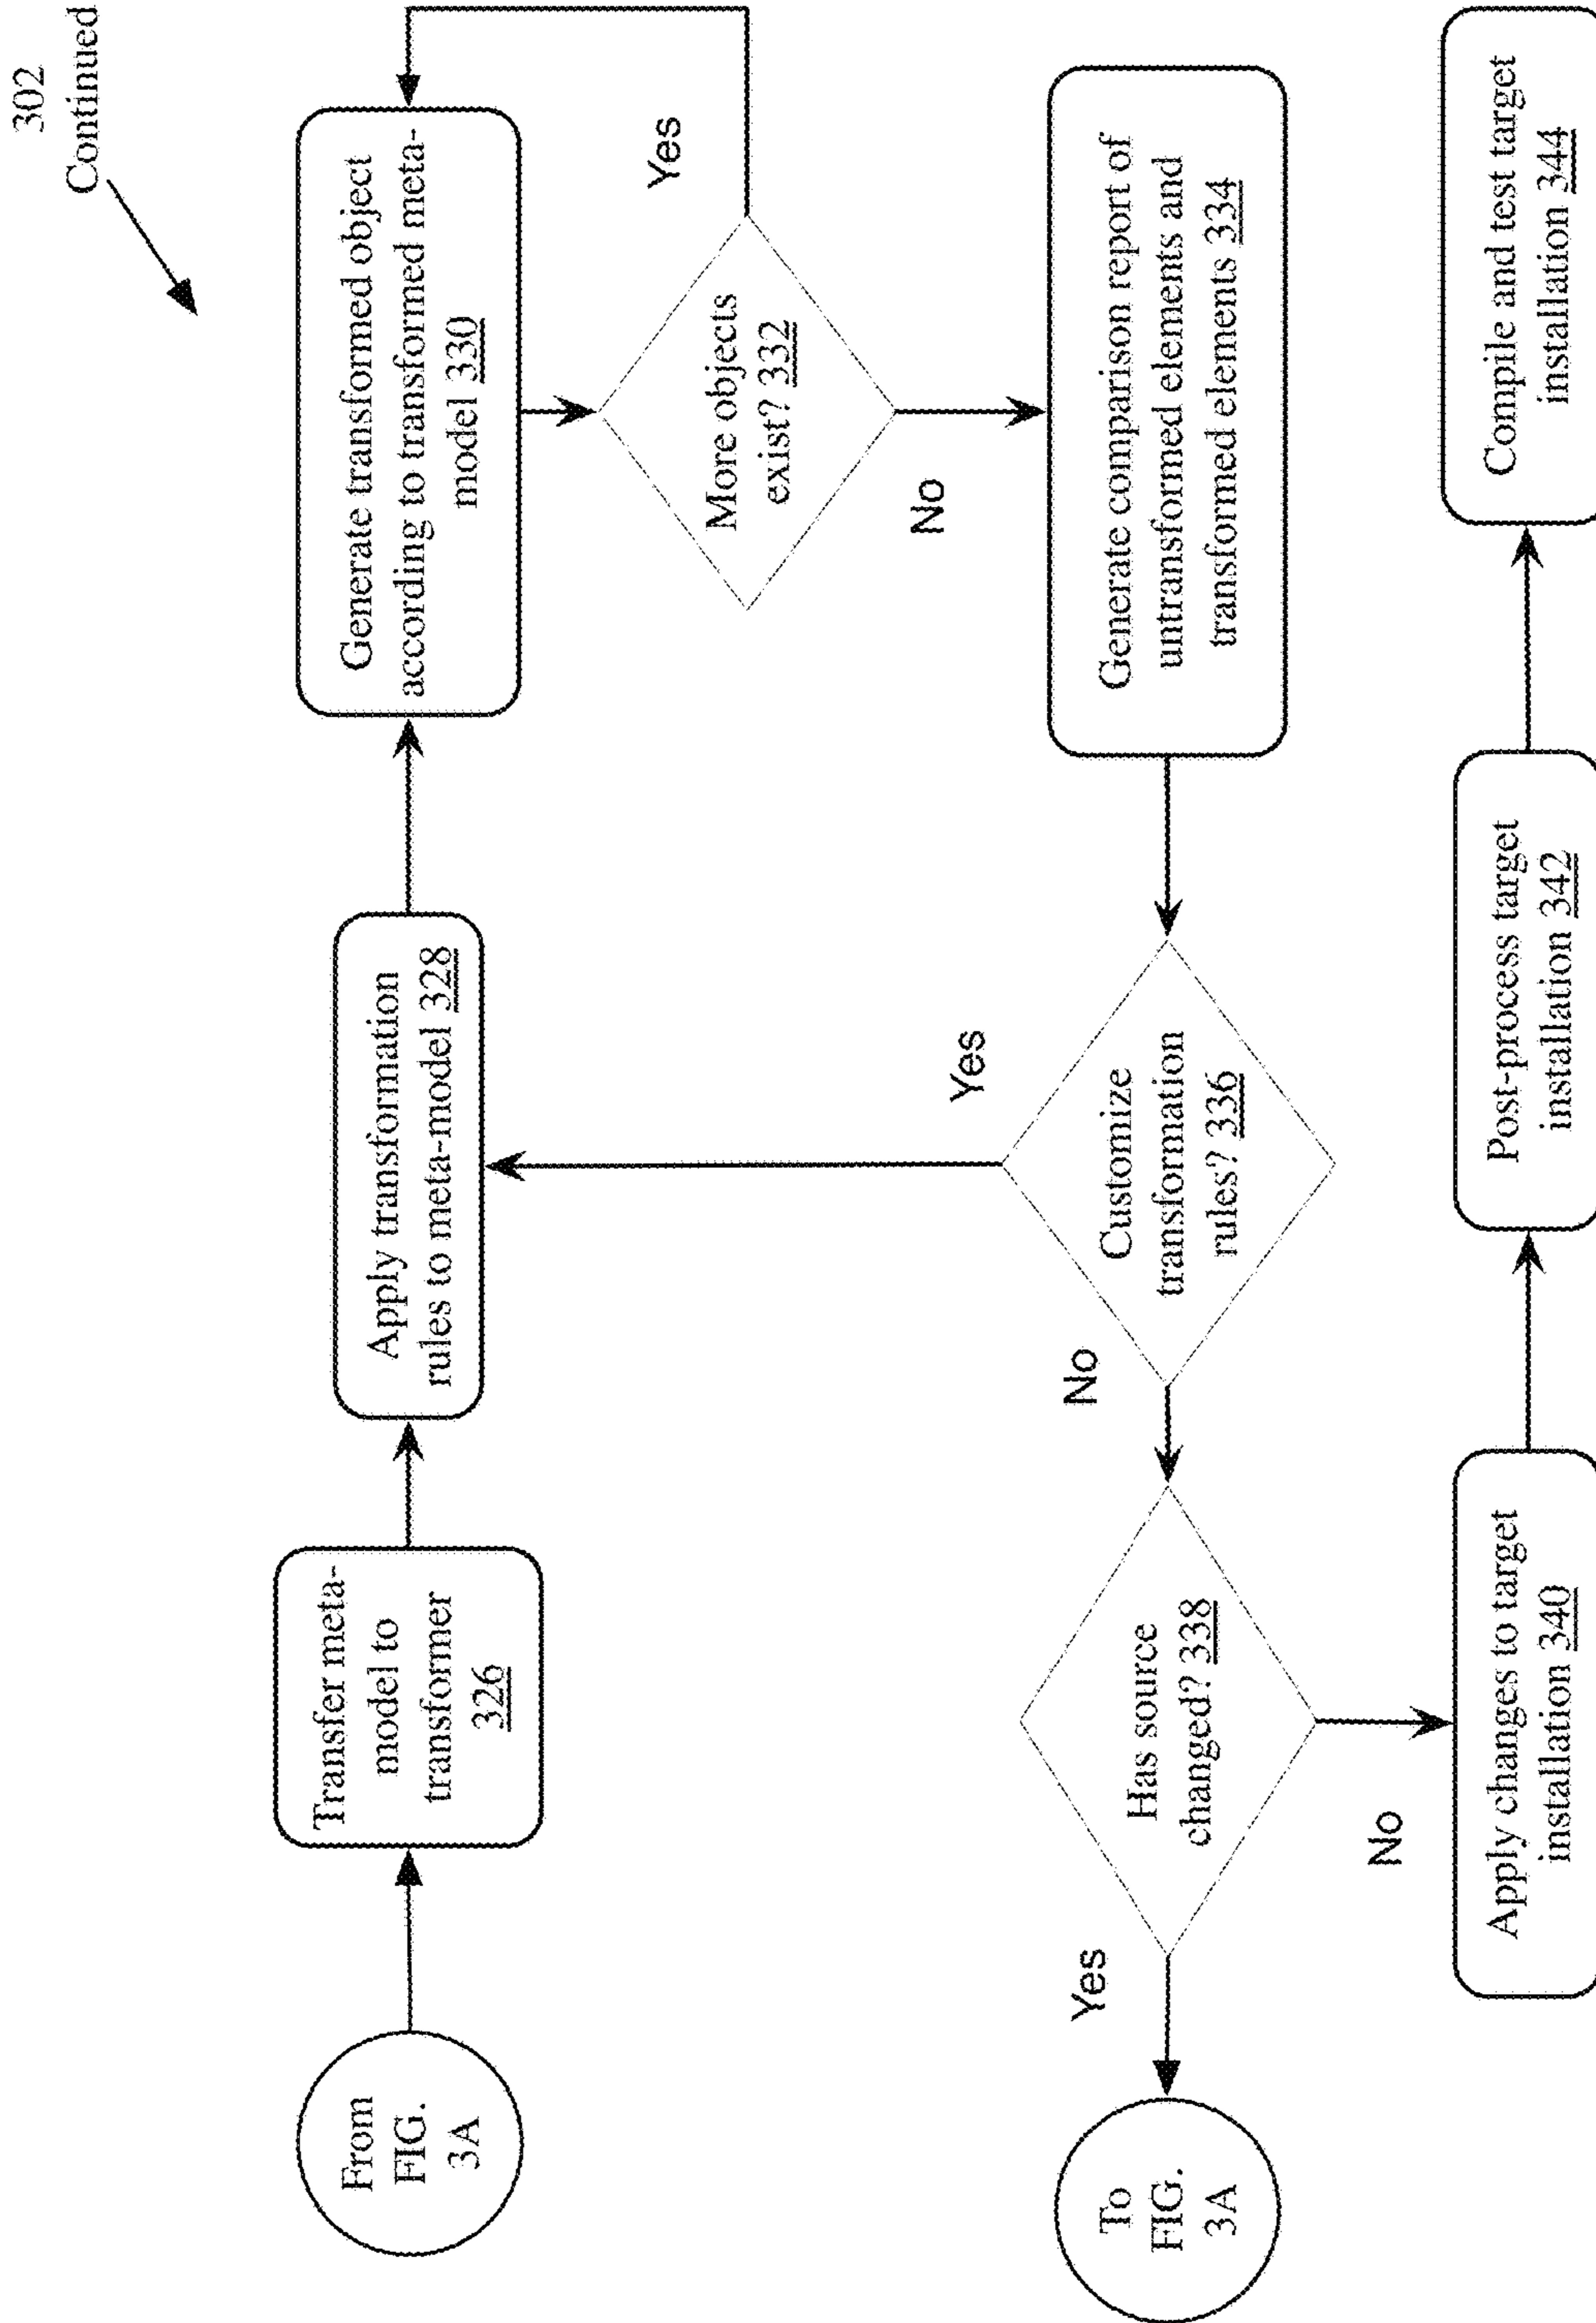 302
Continued
From
FIG.
3A
Transfer meta-
model to
transformer
326
Apply transformation
rules to meta-model 328
Generate transformed object
according to transformed meta-
model 330
More objects
exist? 332
Yes
No
Generate comparison report of
untransformed elements and
transformed elements 334
Customize
transformation
rules? 336
Yes
No
Has source
changed? 338
Yes
No
To
FIG.
3A
Apply changes to target
installation 340
Post-process target
installation 342
Compile and test target
installation 344